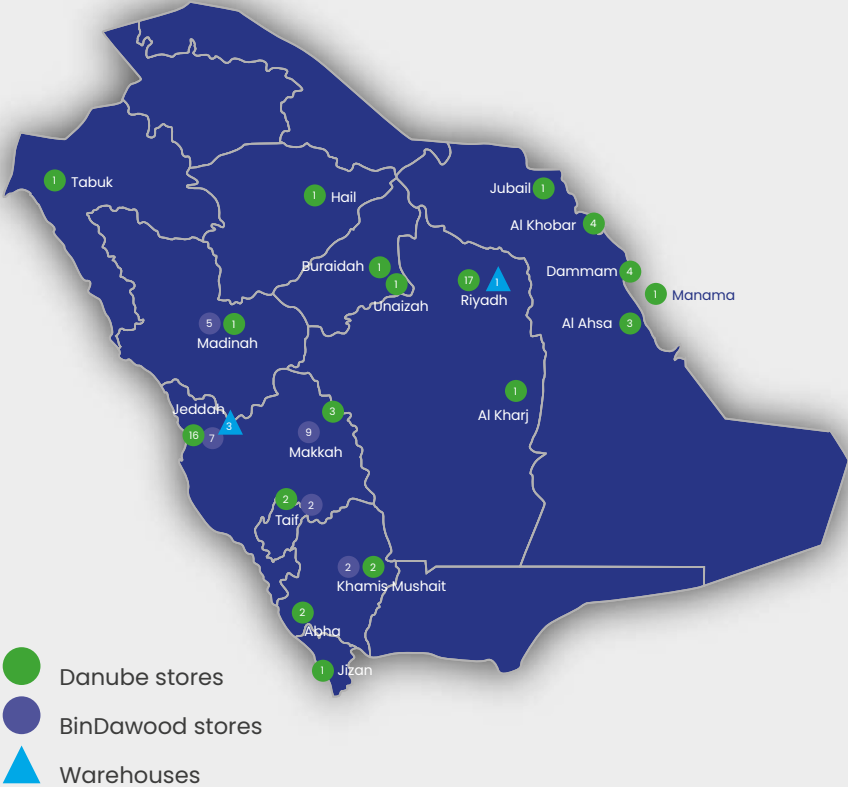 1 Tabuk
1 Hail
Jubail 1
Al Khobar 4
Buraidah 1
1
Unaizah
17 1
Riyadh
Dammam 4
1 Manama
Al Ahsa 3
5 1
Madinah
1
Al Kharj
Jeddah
16 7 3
3
9
Makkah
2 2
Taif
2 2
Khamis Mushait
2
Abha
1 Jizan
Danube stores
BinDawood stores
Warehouses